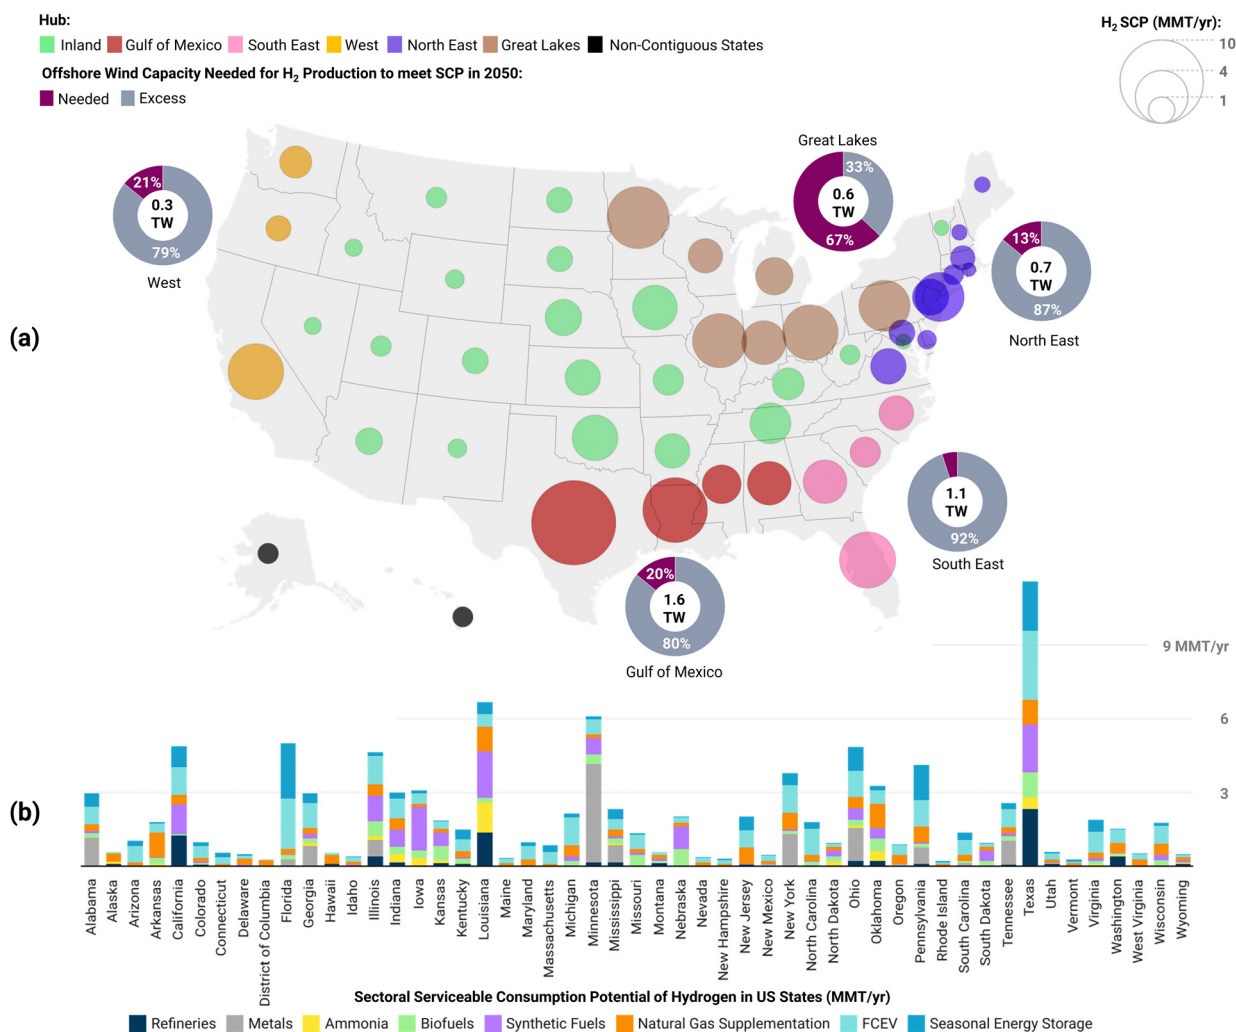 Hub:
Inland Gulf of Mexico South East West North East Great Lakes Non-Contiguous States
Offshore Wind Capacity Needed for H2 Production to meet SCP in 2050:
Needed Excess
H2 SCP (MMT/yr):
10
4
1
(a)
21%
0.3
TW
79%
West
Great Lakes
33%
0.6
TW
67%
13%
0.7
TW
87%
North East
1.1
TW
92%
South East
20%
1.6
TW
80%
Gulf of Mexico
(b)
9 MMT/yr
6
3
Alabama
Alaska
Arizona
Arkansas
California
Colorado
Connecticut
Delaware
District of Columbia
Florida
Georgia
Hawaii
Idaho
Illinois
Indiana
Iowa
Kansas
Kentucky
Louisiana
Maine
Maryland
Massachusetts
Michigan
Minnesota
Mississippi
Missouri
Montana
Nebraska
Nevada
New Hampshire
New Jersey
New Mexico
New York
North Carolina
North Dakota
Ohio
Oklahoma
Oregon
Pennsylvania
Rhode Island
South Carolina
South Dakota
Tennessee
Texas
Utah
Vermont
Virginia
Washington
West Virginia
Wisconsin
Wyoming
Sectoral Serviceable Consumption Potential of Hydrogen in US States (MMT/yr)
Refineries Metals Ammonia Biofuels Synthetic Fuels Natural Gas Supplementation FCEV Seasonal Energy Storage